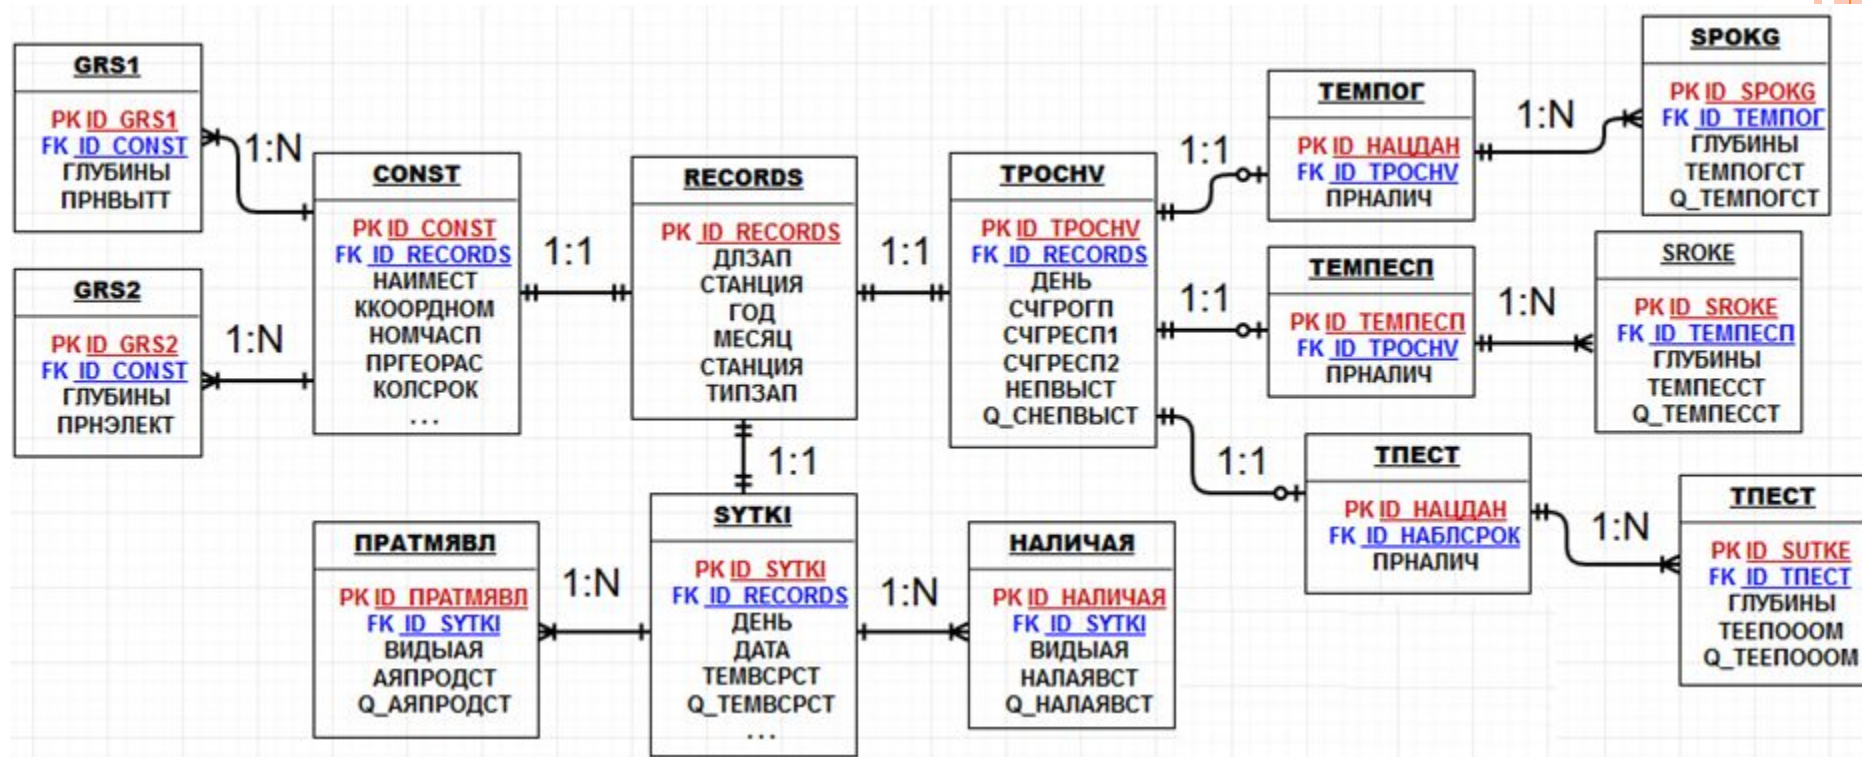 GRS1
PK ID_GRS1
FK ID_CONST
ГЛУБИНЫ
ПРНВЫТТ
1:N
GRS2
PK ID_GRS2
FK ID_CONST
ГЛУБИНЫ
ПРНЭЛЕКТ
1:N
CONST
PK ID_CONST
FK ID_RECORDS
НАИМЕСТ
ККООРДНОМ
НОМЧАСП
ПРГЕОРАС
КОЛСРОК
...
1:1
RECORDS
PK ID_RECORDS
ДЛЗАП
СТАНЦИЯ
ГОД
МЕСЯЦ
СТАНЦИЯ
ТИПЗАП
1:1
TPOCHV
PK ID_TPOCHV
FK ID_RECORDS
ДЕНЬ
СЧГРОГП
СЧГРЕСП1
СЧГРЕСП2
НЕПВЫСТ
Q_СНЕПВЫСТ
1:1
ТЕМПОГ
PK ID_НАЦДАН
FK ID_TPOCHV
ПРНАЛИЧ
1:N
SPOKG
PK ID_SPOKG
FK ID_ТЕМПОГ
ГЛУБИНЫ
ТЕМПОГСТ
Q_ТЕМПОГСТ
1:1
ТЕМПЕСП
PK ID_ТЕМПЕСП
FK ID_TPOCHV
ПРНАЛИЧ
1:N
SROKE
PK ID_SROKE
FK ID_ТЕМПЕСП
ГЛУБИНЫ
ТЕМПЕССТ
Q_ТЕМПЕССТ
1:1
ТПЕСТ
PK ID_НАЦДАН
FK ID_НАБЛСРОК
ПРНАЛИЧ
1:N
ТПЕСТ
PK ID_SUTKE
FK ID_ТПЕСТ
ГЛУБИНЫ
ТЕЕПОООМ
Q_ТЕЕПОООМ
1:1
ПРАТМЯВЛ
PK ID_ПРАТМЯВЛ
FK ID_SYTKI
ВИДЫАЯ
АЯПРОДСТ
Q_АЯПРОДСТ
1:N
SYTKI
PK ID_SYTKI
FK ID_RECORDS
ДЕНЬ
ДАТА
ТЕМВСРСТ
Q_ТЕМВСРСТ
...
1:N
НАЛИЧАЯ
PK ID_НАЛИЧАЯ
FK ID_SYTKI
ВИДЫАЯ
НАЛАЯВСТ
Q_НАЛАЯВСТ